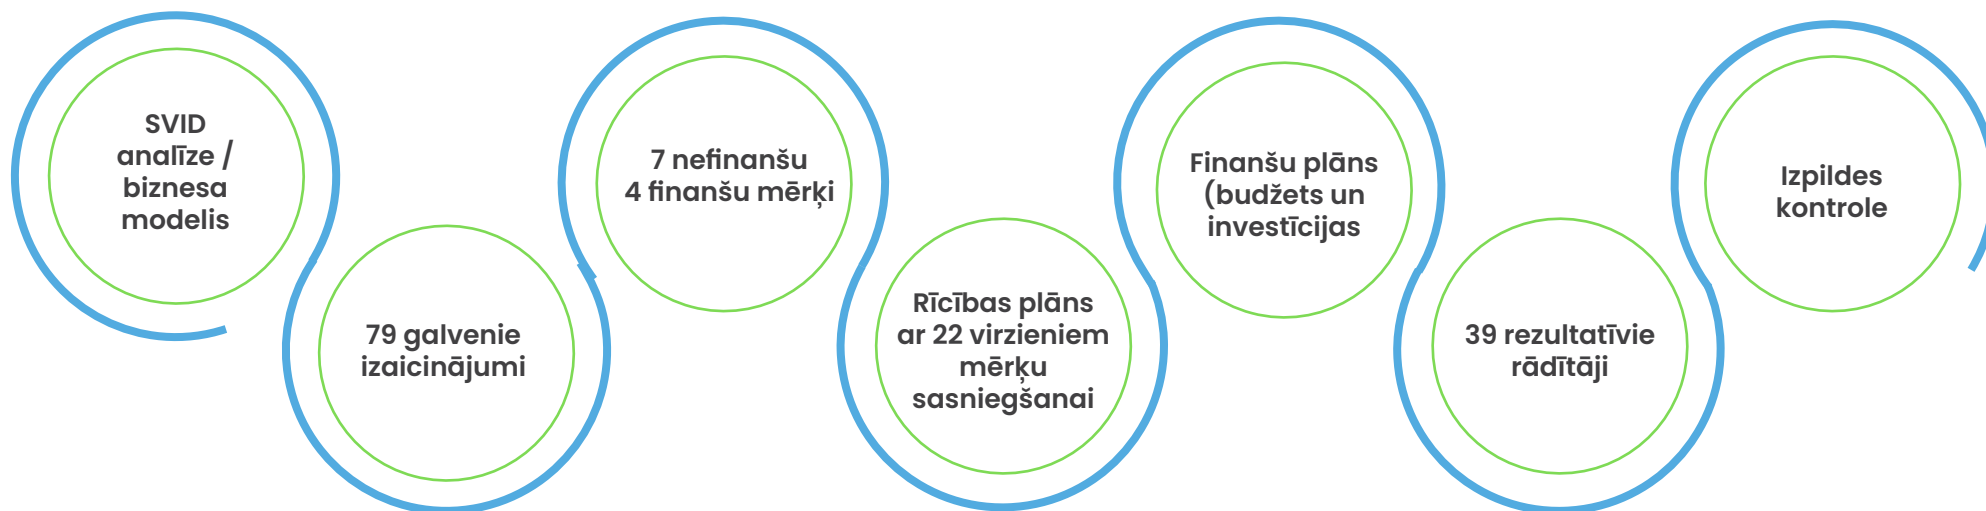 SVID
analīze /
biznesa
modelis
79 galvenie
izaicinājumi
7 nefinanšu
4 finanšu mērķi
Rīcības plāns
ar 22 virzieniem
mērķu
sasniegšanai
Finanšu plāns
(budžets un
investīcijas
39 rezultatīvie
rādītāji
Izpildes
kontrole